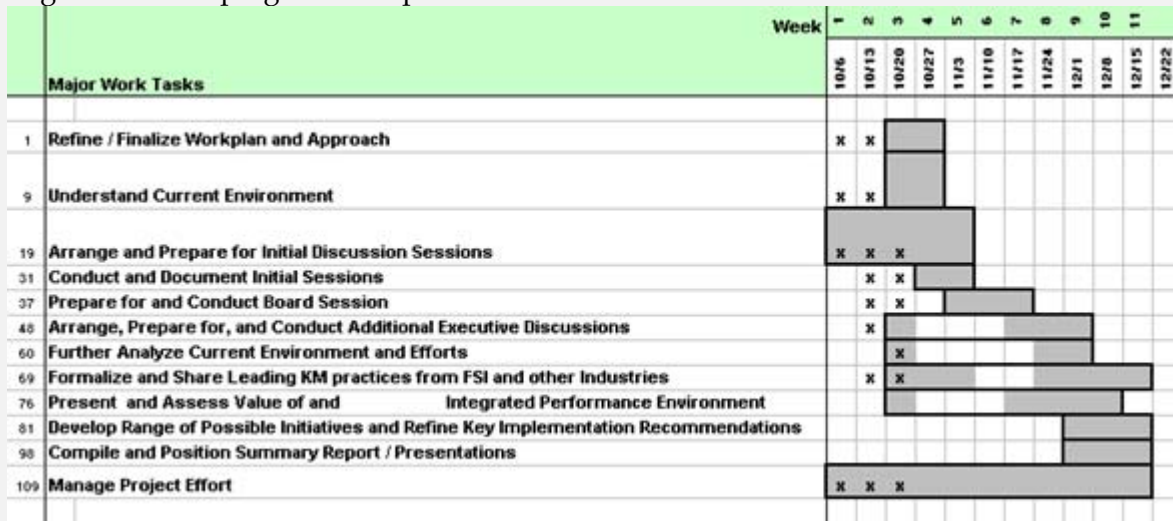 Week 1 2 3 4 5 6 7 8 9 10 11
Major Work Tasks 10/6 10/13 10/20 10/27 11/3 11/10 11/17 11/24 12/1 12/8 12/15 12/22
1 Refine / Finalize Workplan and Approach x x
9 Understand Current Environment x x
19 Arrange and Prepare for Initial Discussion Sessions x x x
31 Conduct and Document Initial Sessions x x
37 Prepare for and Conduct Board Session x x
48 Arrange, Prepare for, and Conduct Additional Executive Discussions x
60 Further Analyze Current Environment and Efforts x
69 Formalize and Share Leading KM practices from FSI and other Industries x x
76 Present and Assess Value of and Integrated Performance Environment
81 Develop Range of Possible Initiatives and Refine Key Implementation Recommendations
98 Compile and Position Summary Report / Presentations
109 Manage Project Effort x x x